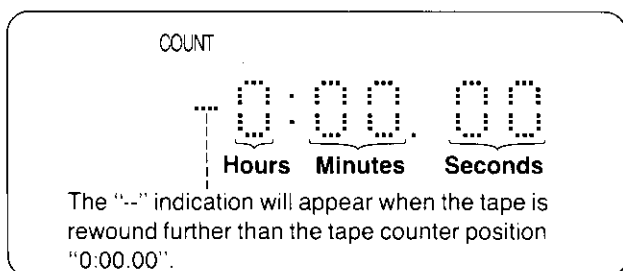 COUNT
-- 0:00. 00
Hours Minutes Seconds
The "--" indication will appear when the tape is
rewound further than the tape counter position
"0:00.00".